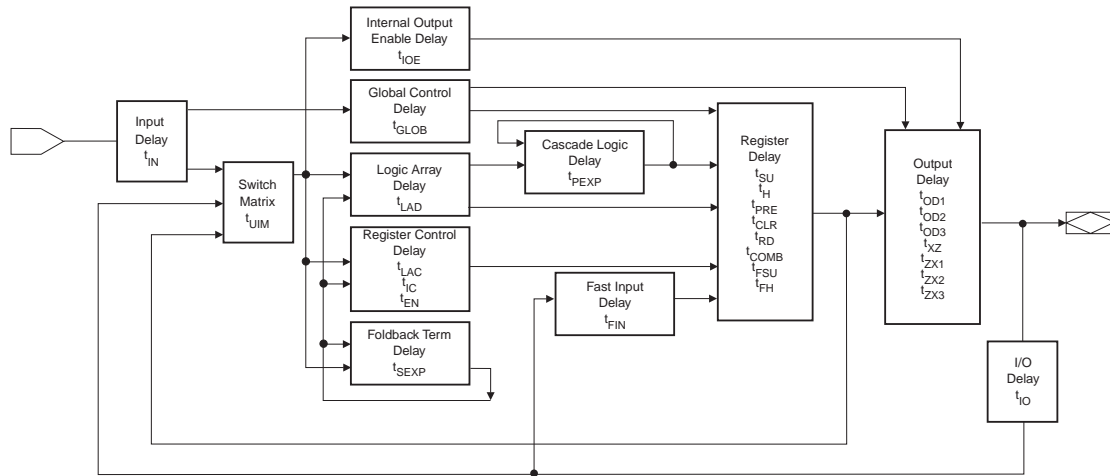 Internal Output
Enable Delay
tIOE
Global Control
Delay
tGLOB
Input
Delay
tIN
Cascade Logic
Delay
tPEXP
Register
Delay
tSU
tH
tPRE
tCLR
tRD
tCOMB
tFSU
tFH
Output
Delay
tOD1
tOD2
tOD3
tXZ
tZX1
tZX2
tZX3
Switch
Matrix
tUIM
Logic Array
Delay
tLAD
Register Control
Delay
tLAC
tIC
tEN
Fast Input
Delay
tFIN
Foldback Term
Delay
tSEXP
I/O
Delay
tIO